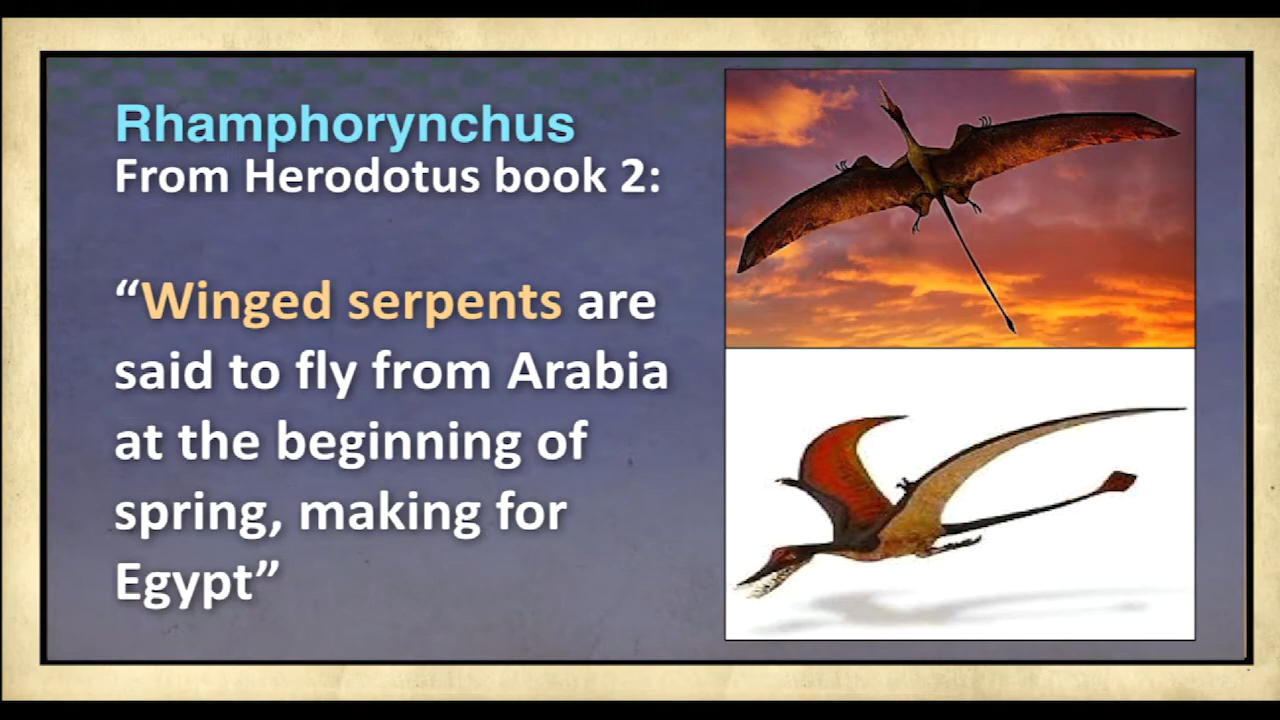 Rhamphorynchus
From Herodotus book 2:
“Winged serpents are
said to fly from Arabia
at the beginning of
spring, making for
Egypt”